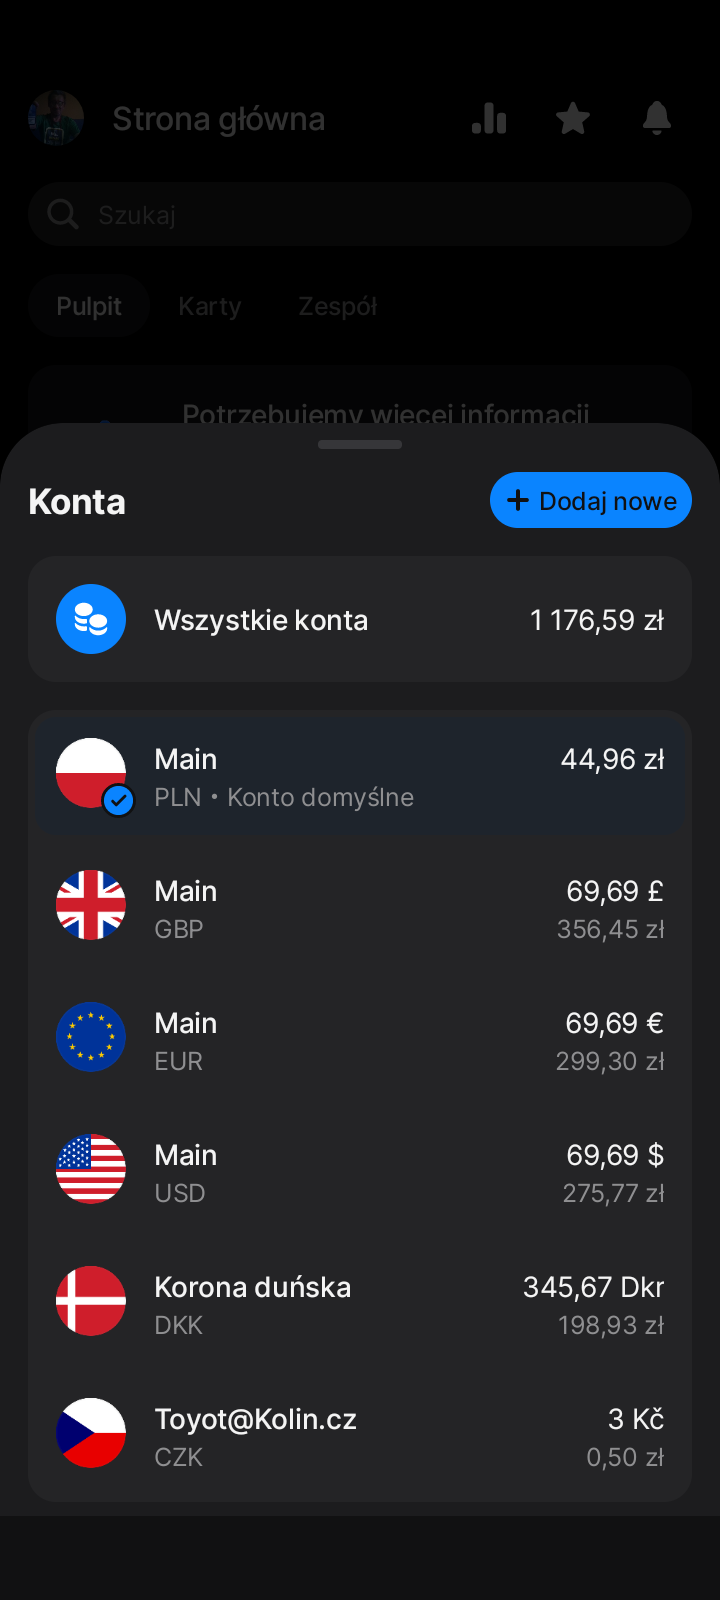 Strona główna
Szukaj
Pulpit Karty Zespół
Potrzebujemy więcej informacji
Konta + Dodaj nowe
Wszystkie konta 1 176,59 zł
Main 44,96 zł
PLN • Konto domyślne
Main 69,69 £
GBP 356,45 zł
Main 69,69 €
EUR 299,30 zł
Main 69,69 $
USD 275,77 zł
Korona duńska 345,67 Dkr
DKK 198,93 zł
Toyot@Kolin.cz 3 Kč
CZK 0,50 zł